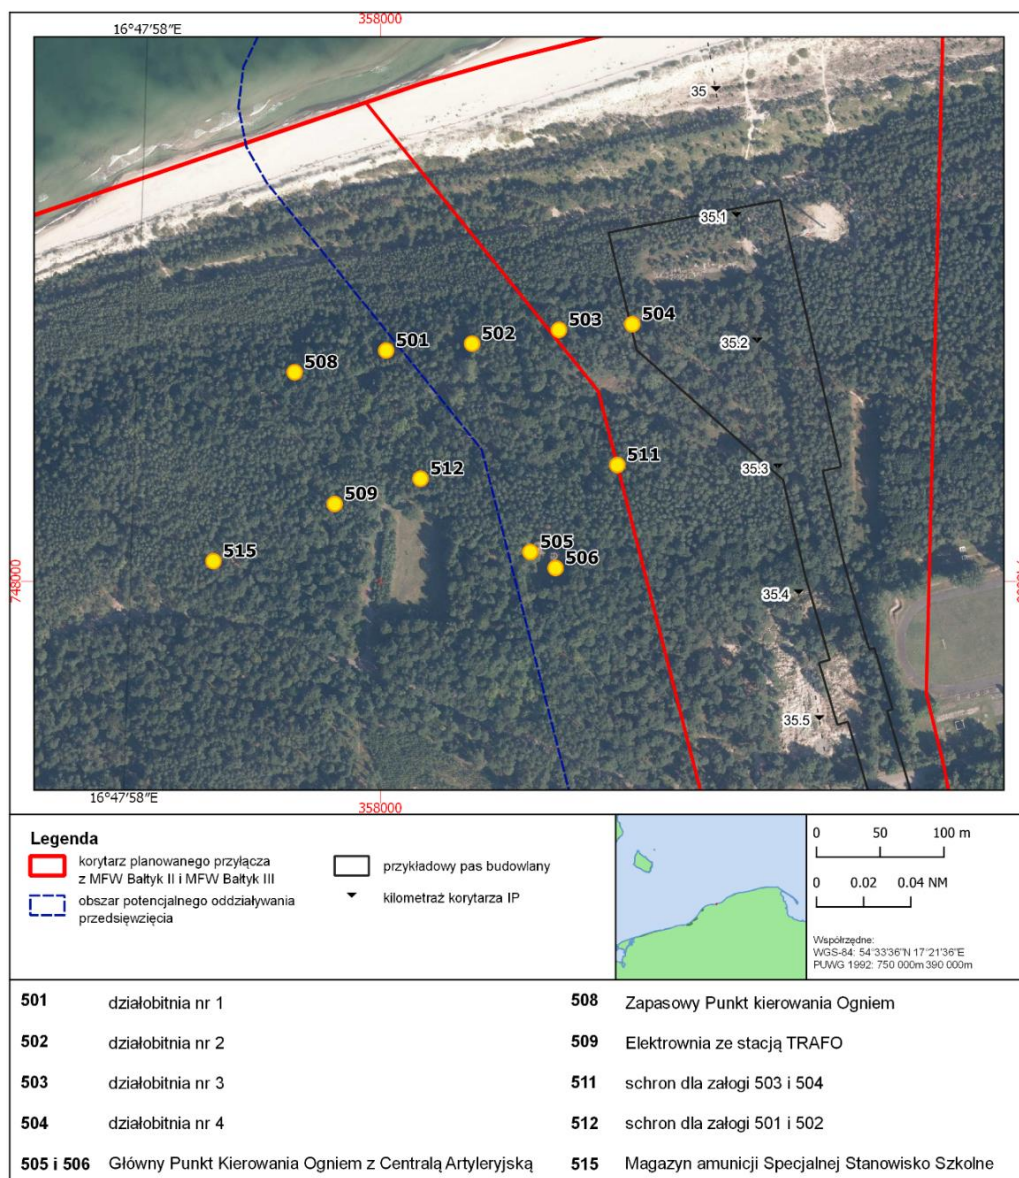 358000
16°47'58"E
35
35.1
504
503
502
35.2
501
508
511
35.3
512
509
505
515
506
748000
748000
35.4
35.5
16°47'58"E
358000
Legenda
korytarz planowanego przyłącza
z MFW Bałtyk II i MFW Bałtyk III
obszar potencjalnego oddziaływania
przedsięwzięcia
przykładowy pas budowlany
kilometraż korytarza IP
0 50 100 m
0 0.02 0.04 NM
Współrzędne:
WGS-84: 54°33'36"N 17°21'36"E
PUWG 1992: 750 000m 390 000m
501 działobitnia nr 1
502 działobitnia nr 2
503 działobitnia nr 3
504 działobitnia nr 4
505 i 506 Główny Punkt Kierowania Ogniem z Centralą Artyleryjską
508 Zapasowy Punkt kierowania Ogniem
509 Elektrownia ze stacją TRAFO
511 schron dla załogi 503 i 504
512 schron dla załogi 501 i 502
515 Magazyn amunicji Specjalnej Stanowisko Szkolne